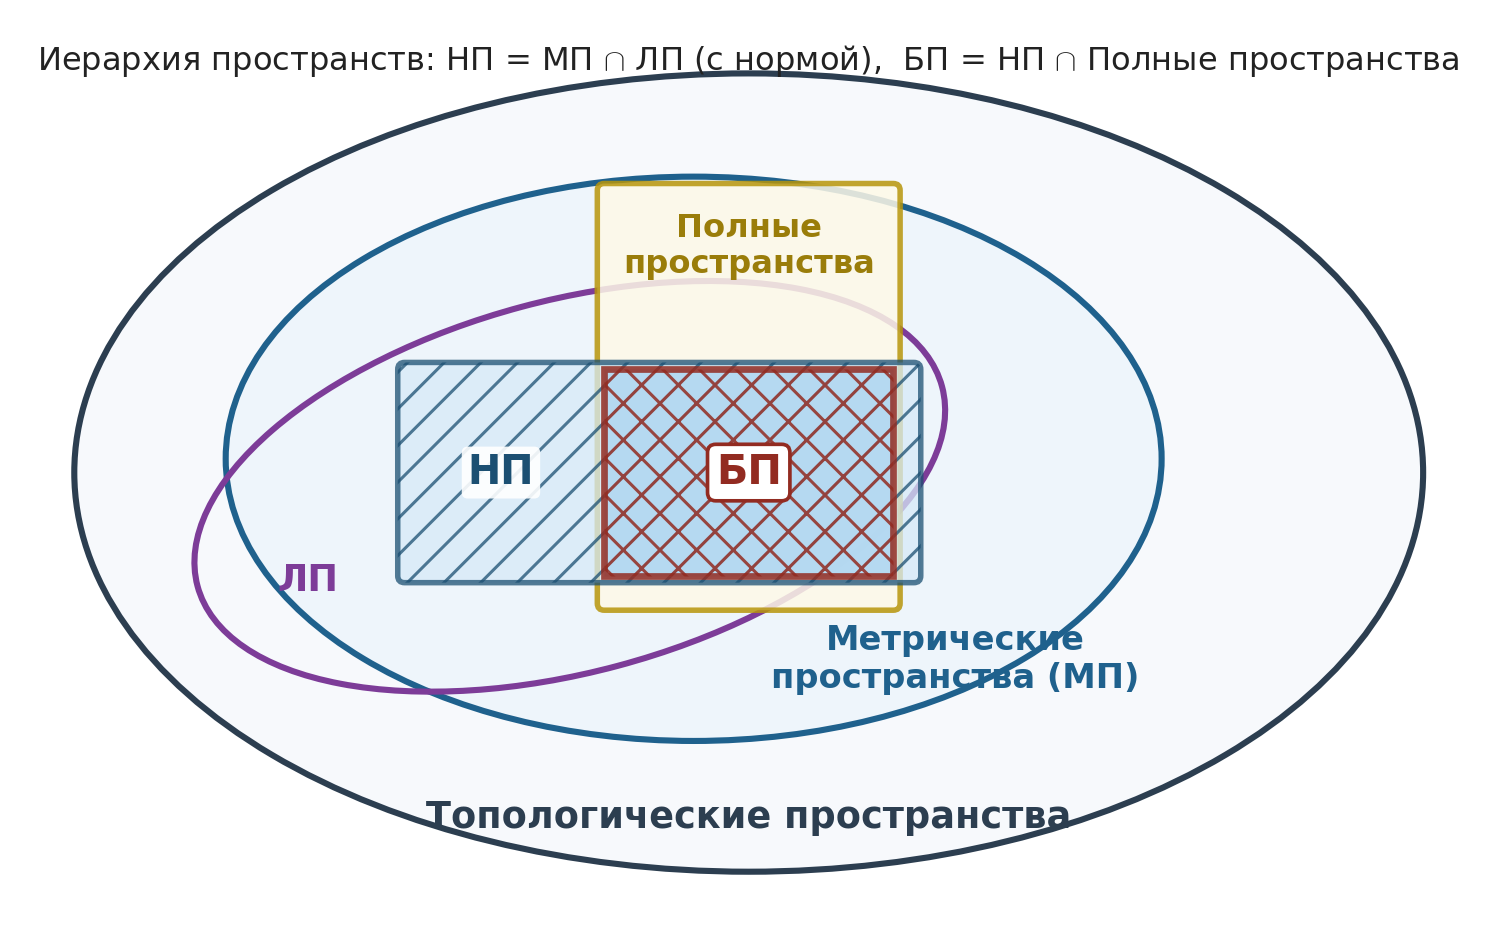 Иерархия пространств: НП = МП ∩ ЛП (с нормой), БП = НП ∩ Полные пространства
Полные
пространства
НП
БП
ЛП
Метрические
пространства (МП)
Топологические пространства